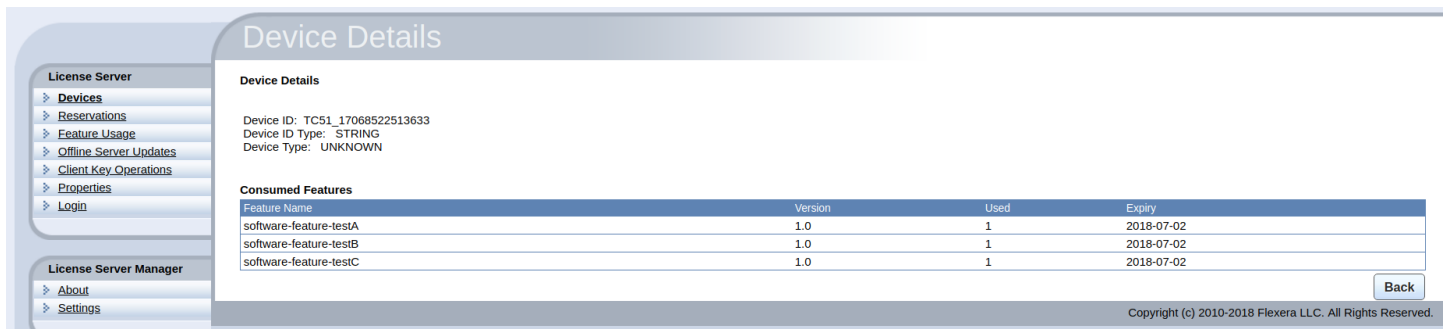 Device Details
License Server
Devices
Reservations
Feature Usage
Offline Server Updates
Client Key Operations
Properties
Login
License Server Manager
About
Settings
Device Details
Device ID: TC51_17068522513633
Device ID Type: STRING
Device Type: UNKNOWN
Consumed Features
Feature Name Version Used Expiry
software-feature-testA 1.0 1 2018-07-02
software-feature-testB 1.0 1 2018-07-02
software-feature-testC 1.0 1 2018-07-02
Back
Copyright (c) 2010-2018 Flexera LLC. All Rights Reserved.